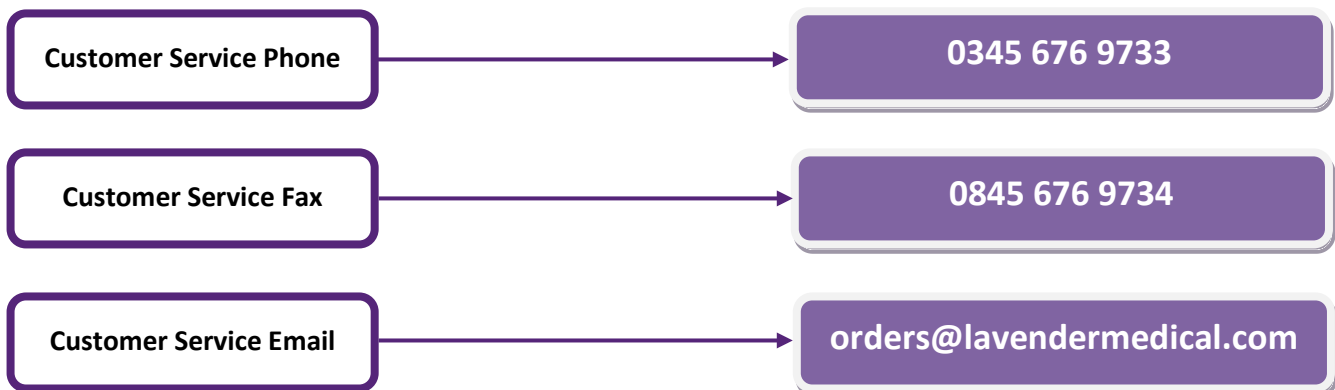 Customer Service Phone
0345 676 9733
Customer Service Fax
0845 676 9734
Customer Service Email
orders@lavendermedical.com